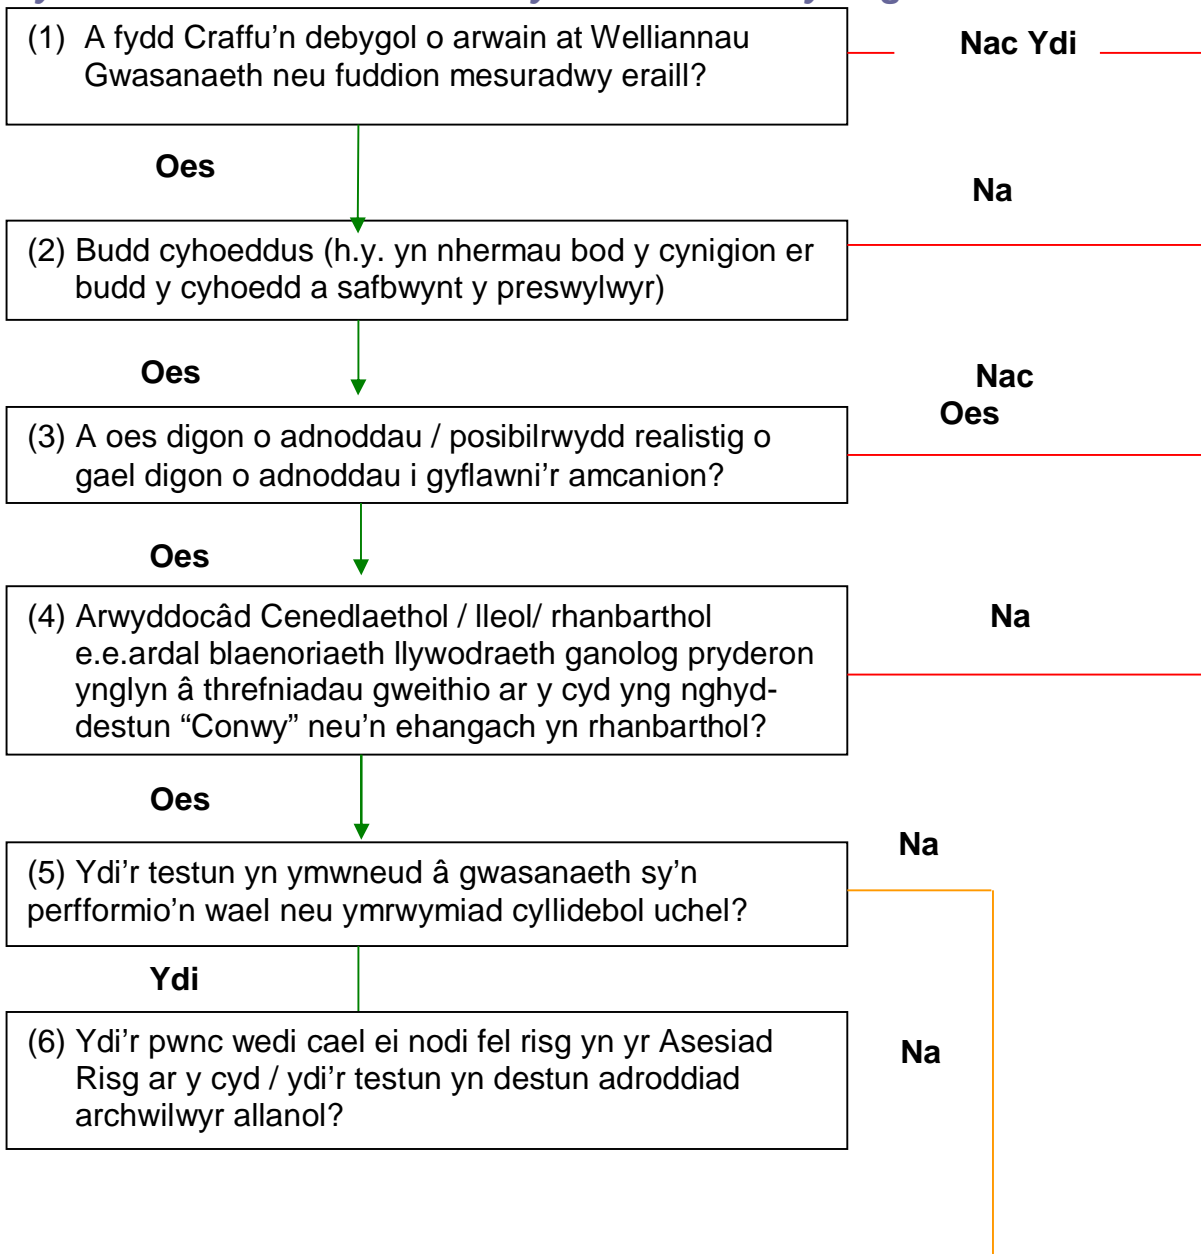 (1) A fydd Craffu’n debygol o arwain at Welliannau
Gwasanaeth neu fuddion mesuradwy eraill?
Nac Ydi
Oes
Na
(2) Budd cyhoeddus (h.y. yn nhermau bod y cynigion er
budd y cyhoedd a safbwynt y preswylwyr)
Oes
Nac
Oes
(3) A oes digon o adnoddau / posibilrwydd realistig o
gael digon o adnoddau i gyflawni’r amcanion?
Oes
(4) Arwyddocâd Cenedlaethol / lleol/ rhanbarthol
e.e.ardal blaenoriaeth llywodraeth ganolog pryderon
ynglyn â threfniadau gweithio ar y cyd yng nghyd-
destun “Conwy” neu’n ehangach yn rhanbarthol?
Na
Oes
Na
(5) Ydi’r testun yn ymwneud â gwasanaeth sy’n
perfformio’n wael neu ymrwymiad cyllidebol uchel?
Ydi
(6) Ydi’r pwnc wedi cael ei nodi fel risg yn yr Asesiad
Risg ar y cyd / ydi’r testun yn destun adroddiad
archwilwyr allanol?
Na